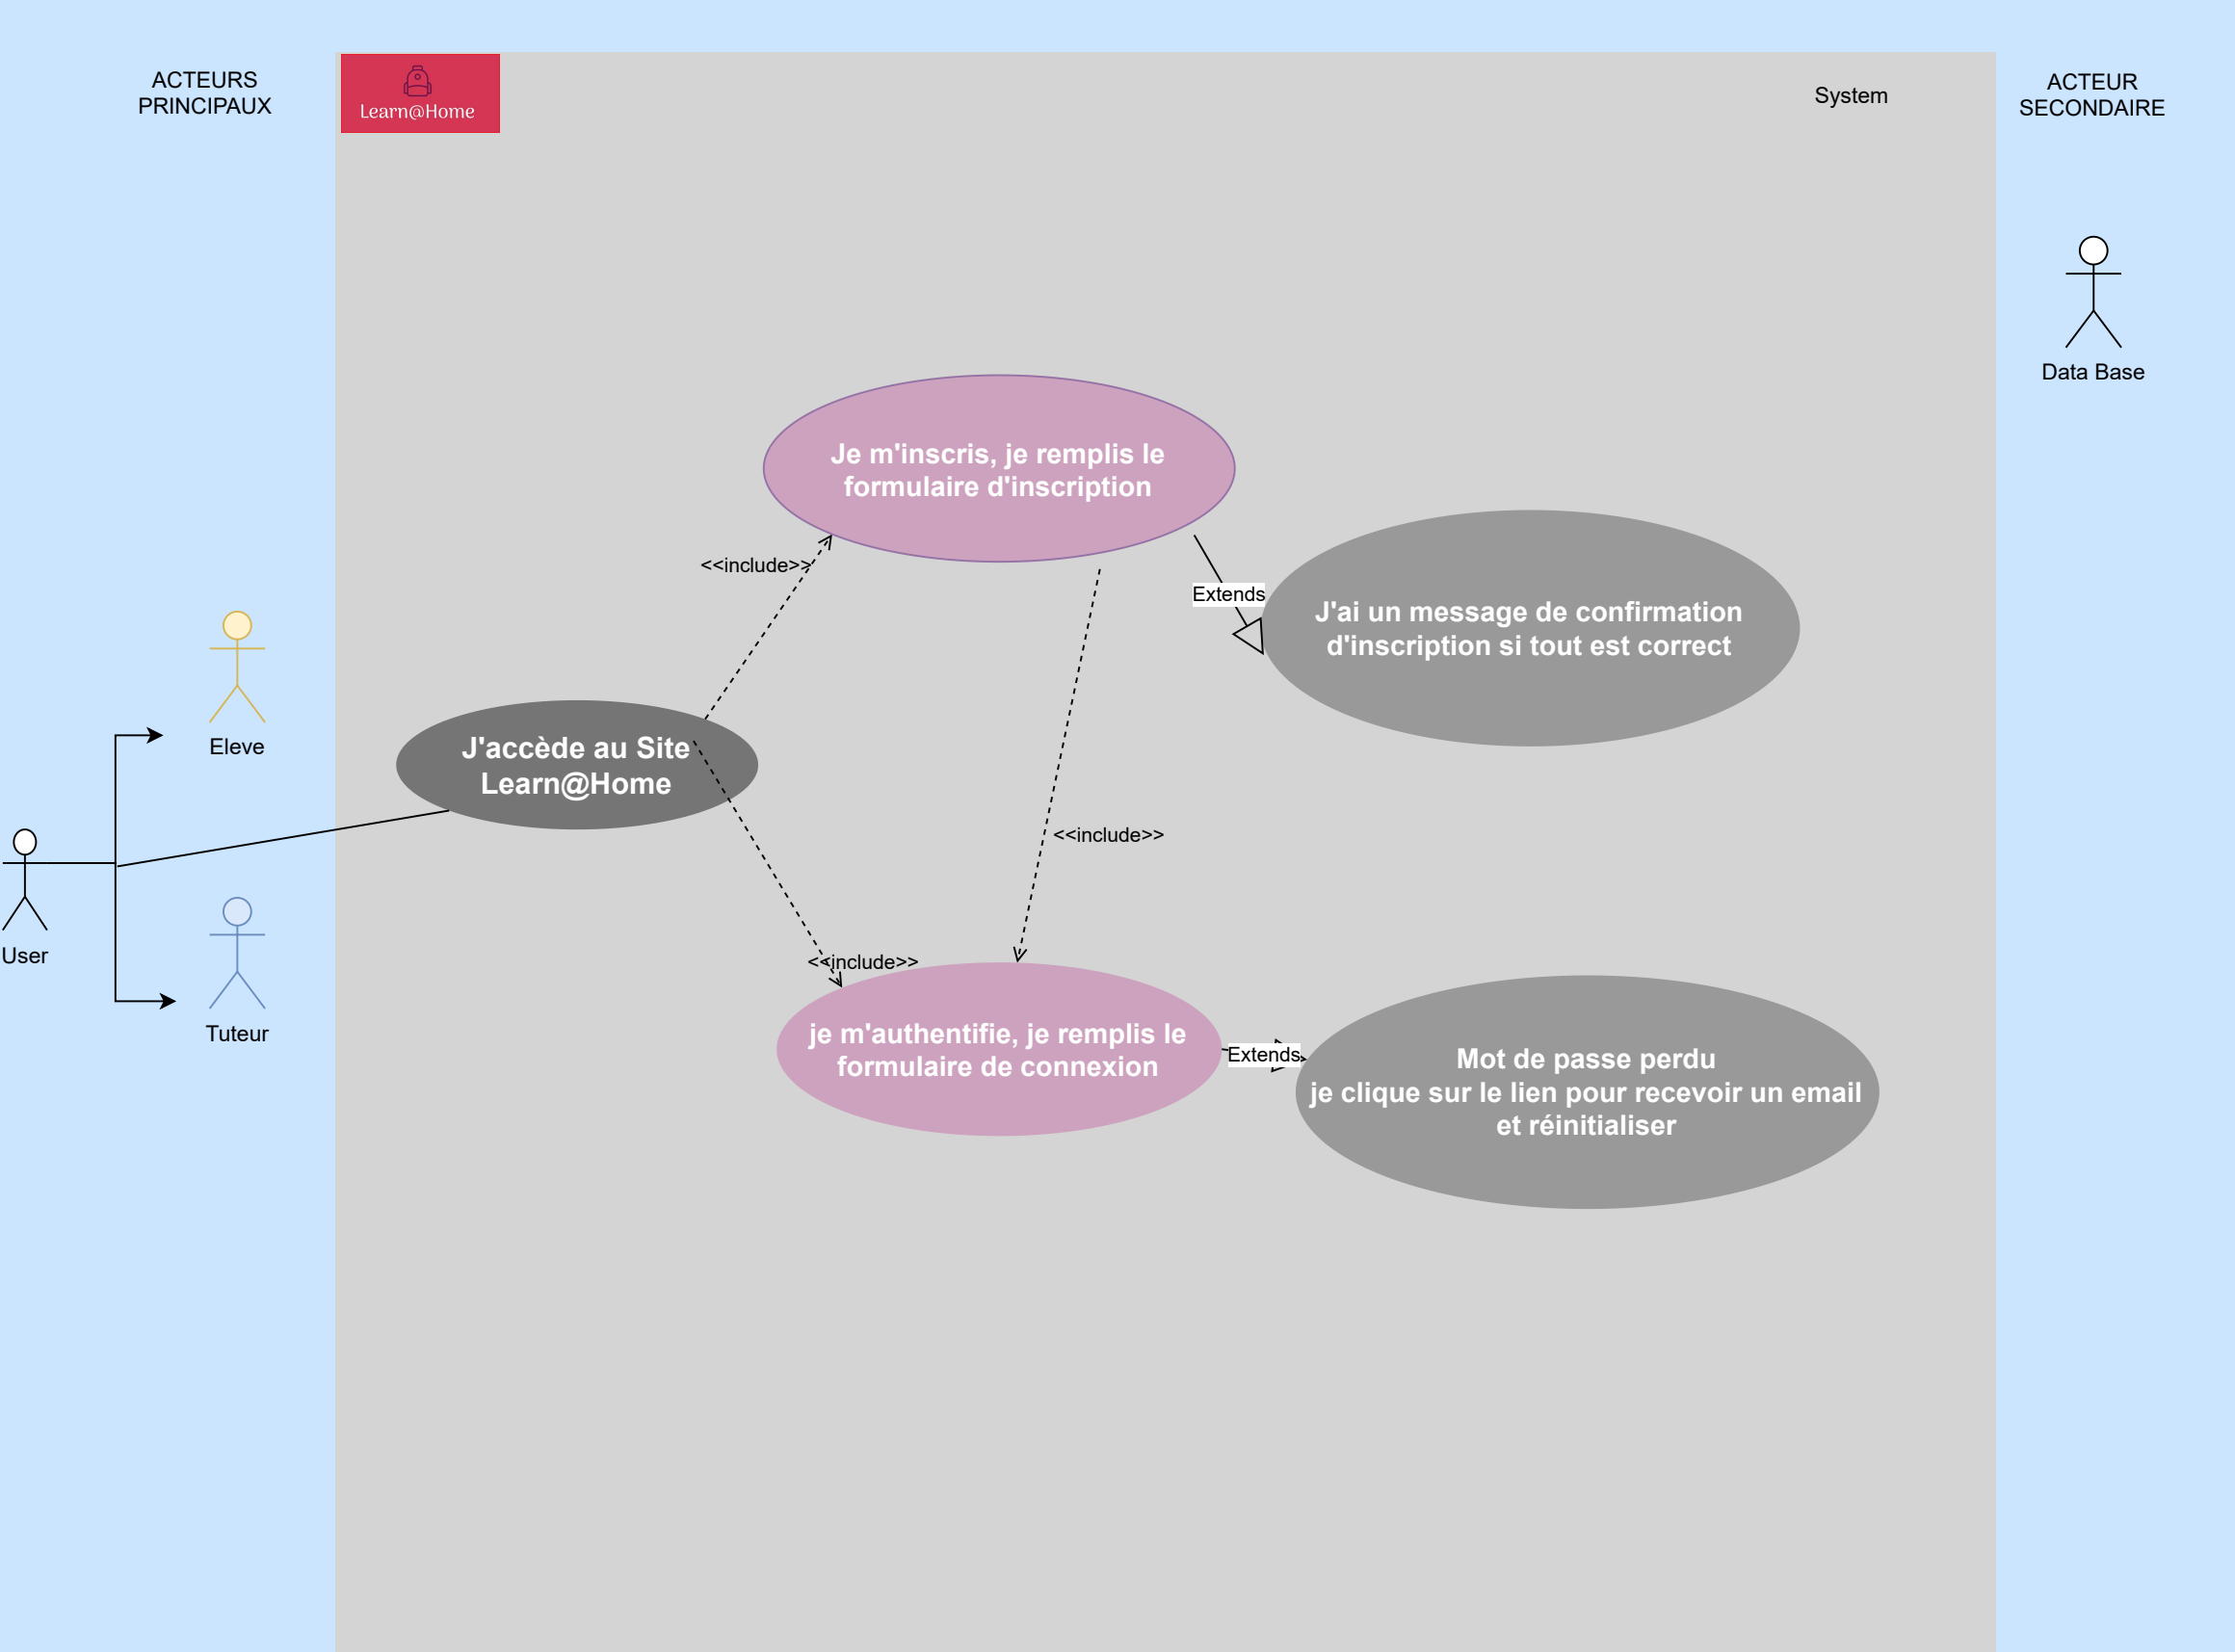 ACTEURS
PRINCIPAUX
Learn@Home
System
ACTEUR
SECONDAIRE
Data Base
Je m'inscris, je remplis le
formulaire d'inscription
<<include>>
Extends
J'ai un message de confirmation
d'inscription si tout est correct
Eleve
J'accède au Site
Learn@Home
<<include>>
User
Tuteur
<<include>>
je m'authentifie, je remplis le
formulaire de connexion
Extends
Mot de passe perdu
je clique sur le lien pour recevoir un email
et réinitialiser